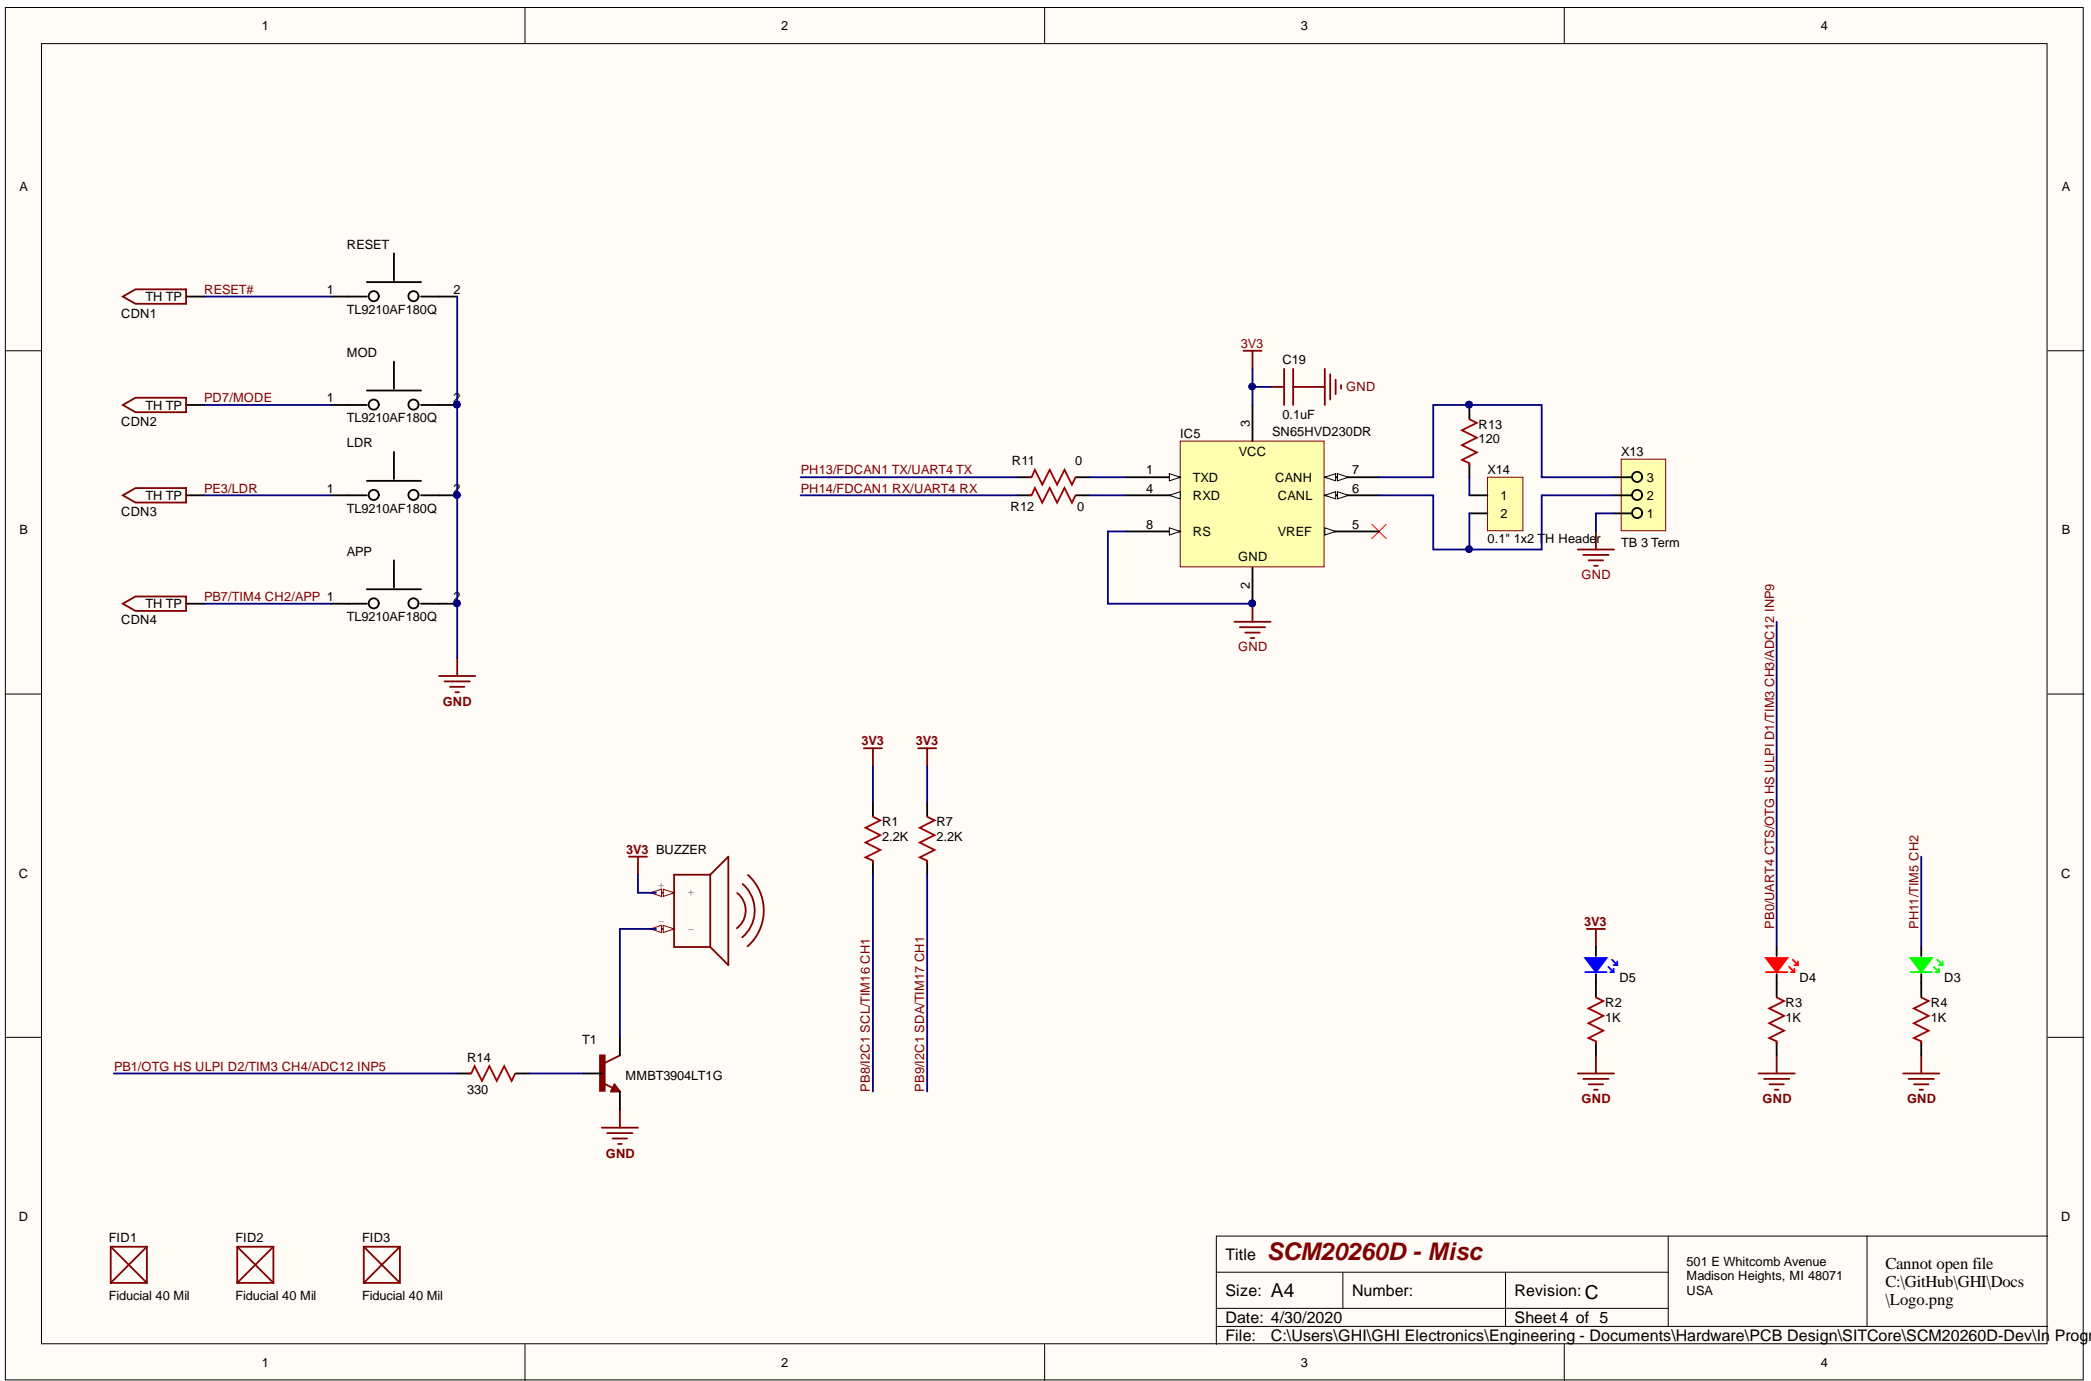 1 2 3 4
A A
RESET
RESET# 1 2
TH TP
CDN1
TL9210AF180Q
MOD
PD7/MODE 1 2
TH TP
CDN2
TL9210AF180Q
LDR
PE3/LDR 1 2
TH TP
CDN3
TL9210AF180Q
APP
PB7/TIM4 CH2/APP 1 2
TH TP
CDN4
TL9210AF180Q
GND
B B
3V3
C19
GND
0.1uF
IC5
SN65HVD230DR
3
VCC
PH13/FDCAN1 TX/UART4 TX
R11 0
1 TXD
CANH 7
PH14/FDCAN1 RX/UART4 RX
R12 0
4 RXD
CANL 6
8 RS
VREF 5
GND
2
GND
R13
120
X14
1
2
0.1" 1x2 TH Header
X13
3
2
1
TB 3 Term
GND
C C
3V3 3V3
R1
2.2K
R7
2.2K
PB8/I2C1 SCL/TIM16 CH1
PB9/I2C1 SDA/TIM17 CH1
3V3 BUZZER
+ +
- -
T1
PB1/OTG HS ULPI D2/TIM3 CH4/ADC12 INP5
R14
330
MMBT3904LT1G
GND
PB0/UART4 CTS/OTG HS ULPI D1/TIM3 CH3/ADC12 INP9
PH11/TIM5 CH2
3V3
D5
R2
1K
GND
D4
R3
1K
GND
D3
R4
1K
GND
D D
FID1 FID2 FID3
Fiducial 40 Mil Fiducial 40 Mil Fiducial 40 Mil
Title SCM20260D - Misc
Size: A4 Number: Revision: C
Date: 4/30/2020 Sheet 4 of 5
File: C:\Users\GHI\GHI Electronics\Engineering - Documents\Hardware\PCB Design\SITCore\SCM20260D-Dev\In Progr
501 E Whitcomb Avenue
Madison Heights, MI 48071
USA
Cannot open file
C:\GitHub\GHI\Docs
\Logo.png
1 2 3 4